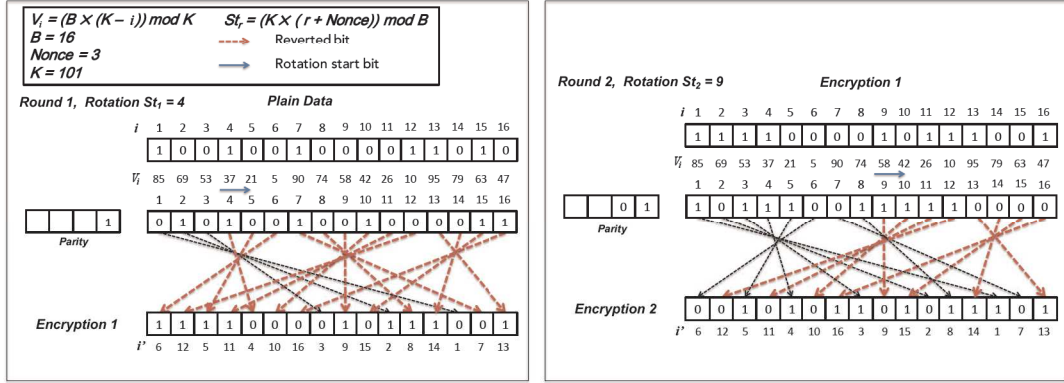 Vi = (B × (K – i)) mod K Str = (K × ( r + Nonce)) mod B
B = 16 Reverted bit
Nonce = 3 Rotation start bit
K = 101
Round 1, Rotation St1 = 4 Plain Data
i 1 2 3 4 5 6 7 8 9 10 11 12 13 14 15 16
1 0 0 1 0 0 1 0 0 0 0 1 1 0 1 0
Vi 85 69 53 37 21 5 90 74 58 42 26 10 95 79 63 47
1 2 3 4 5 6 7 8 9 10 11 12 13 14 15 16
1 0 1 0 1 0 0 1 0 0 1 0 0 0 0 1 1
Parity
Encryption 1 1 1 1 1 0 0 0 0 1 0 1 1 1 0 0 1
i' 6 12 5 11 4 10 16 3 9 15 2 8 14 1 7 13
Round 2, Rotation St2 = 9 Encryption 1
i 1 2 3 4 5 6 7 8 9 10 11 12 13 14 15 16
1 1 1 1 0 0 0 0 1 0 1 1 1 0 0 1
Vi 85 69 53 37 21 5 90 74 58 42 26 10 95 79 63 47
1 2 3 4 5 6 7 8 9 10 11 12 13 14 15 16
0 1 1 0 1 1 1 0 0 1 1 1 1 1 0 0 0 0
Parity
Encryption 2 0 0 1 0 1 0 1 1 0 1 0 1 1 1 0 1
i' 6 12 5 11 4 10 16 3 9 15 2 8 14 1 7 13